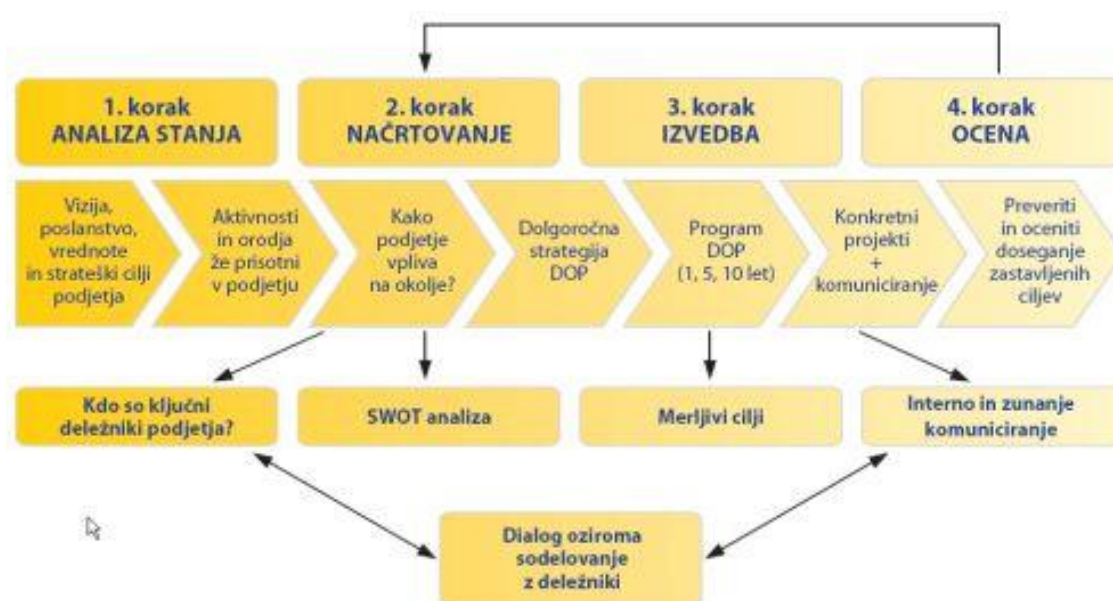 1. korak
ANALIZA STANJA
2. korak
NAČRTOVANJE
3. korak
IZVEDBA
4. korak
OCENA
Vizija,
poslanstvo,
vrednote
in strateški cilji
podjetja
Aktivnosti
in orodja
že prisotni
v podjetju
Kako
podjetje
vpliva
na okolje?
Dolgoročna
strategija
DOP
Program
DOP
(1, 5, 10 let)
Konkretni
projekti
+
komuniciranje
Preveriti
in oceniti
doseganje
zastavljenih
ciljev
Kdo so ključni
deležniki podjetja?
SWOT analiza
Merljivi cilji
Interno in zunanje
komuniciranje
Dialog oziroma
sodelovanje
z deležniki